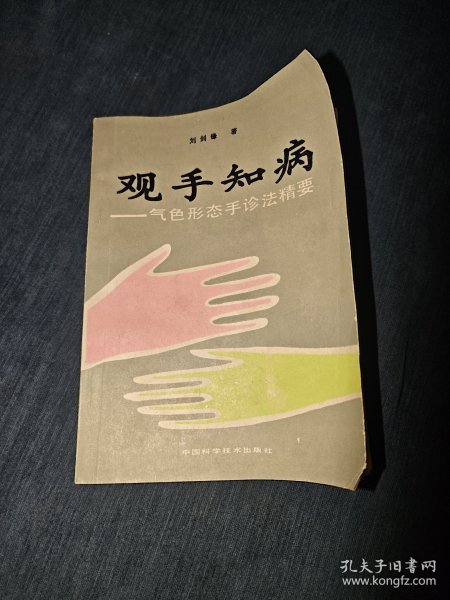 刘剑锋 著
观手知病
——气色形态手诊法精要
中国科学技术出版社
孔夫子旧书网
www.kongfz.com